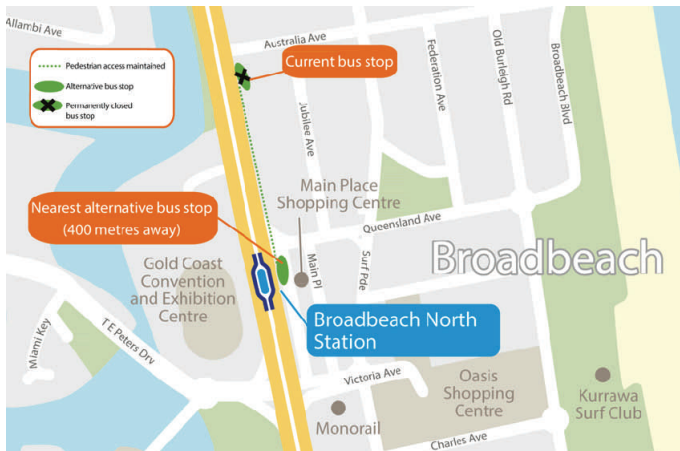 Allambi Ave
Australia Ave
Pedestrian access maintained
Alternative bus stop
Permanently closed
bus stop
Current bus stop
Federation Ave
Old Burleigh Rd
Broadbeach Blvd
Jubilee Ave
Main Place
Shopping Centre
Nearest alternative bus stop
(400 metres away)
Queensland Ave
Gold Coast
Convention
and Exhibition
Centre
Main Pl
Surf Pde
Broadbeach
Broadbeach North
Station
Miami Key
T E Peters Drv
Victoria Ave
Oasis
Shopping
Centre
Kurrawa
Surf Club
Monorail
Charles Ave